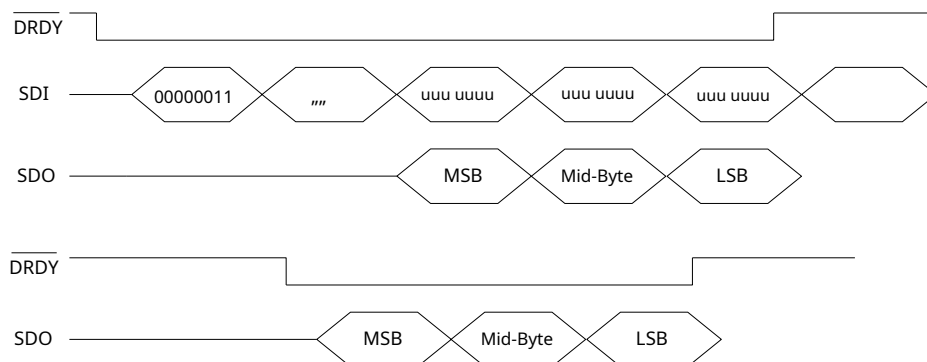 DRDY
SDI 00000011 „„ uuu uuuu uuu uuuu uuu uuuu
SDO MSB Mid-Byte LSB
DRDY
SDO MSB Mid-Byte LSB